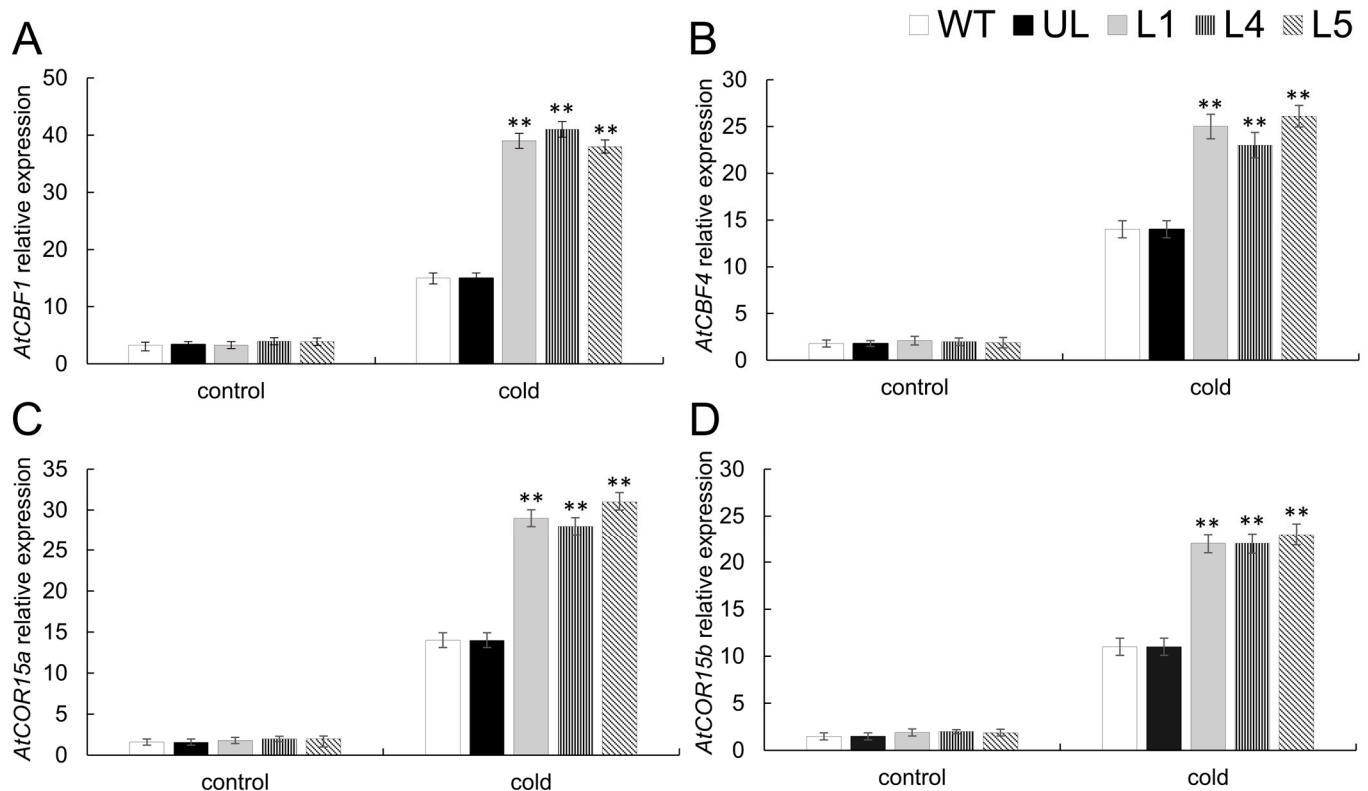 A
B
WT UL L1 L4 L5
AtCBF1 relative expression
50
40
30
20
10
0
** ** **
control cold
AtCBF4 relative expression
30
25
20
15
10
5
0
** ** **
control cold
C
D
AtCOR15a relative expression
35
30
25
20
15
10
5
0
** ** **
control cold
AtCOR15b relative expression
30
25
20
15
10
5
0
** ** **
control cold